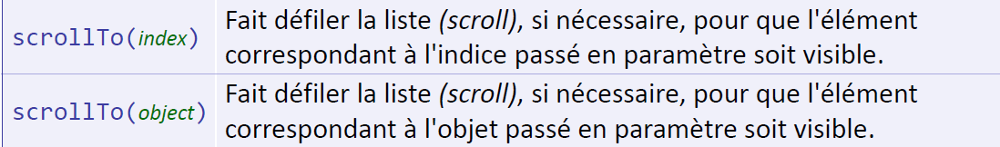 scrollTo(index)
Fait défiler la liste (scroll), si nécessaire, pour que l'élément
correspondant à l'indice passé en paramètre soit visible.
scrollTo(object)
Fait défiler la liste (scroll), si nécessaire, pour que l'élément
correspondant à l'objet passé en paramètre soit visible.